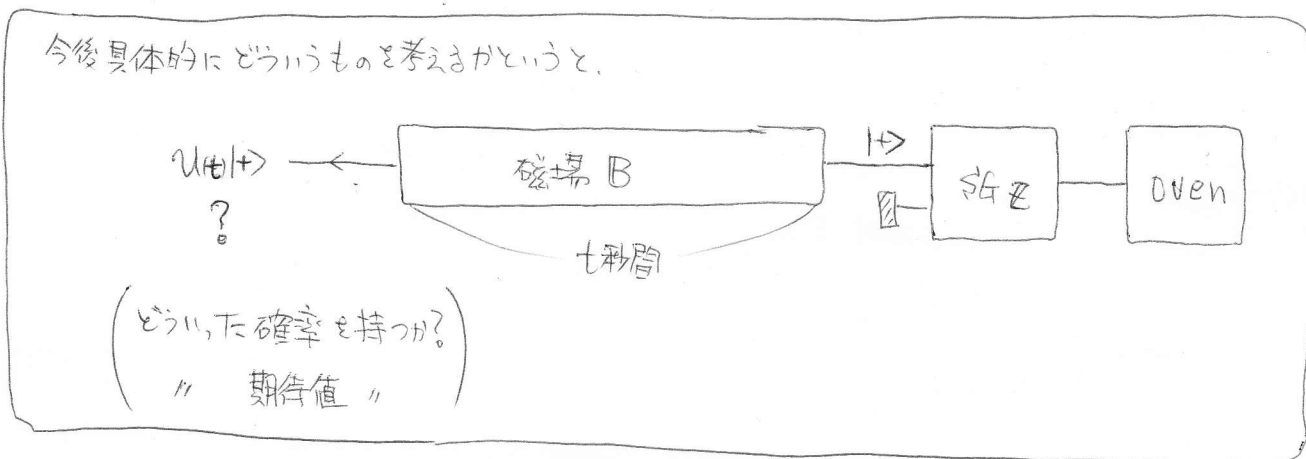 今後具体的にどういうものを考えるかというと、
U(t)|+>
?
磁場 B
|+>
SG z
oven
t秒間
どういった確率を持つか?
〃 期待値 〃